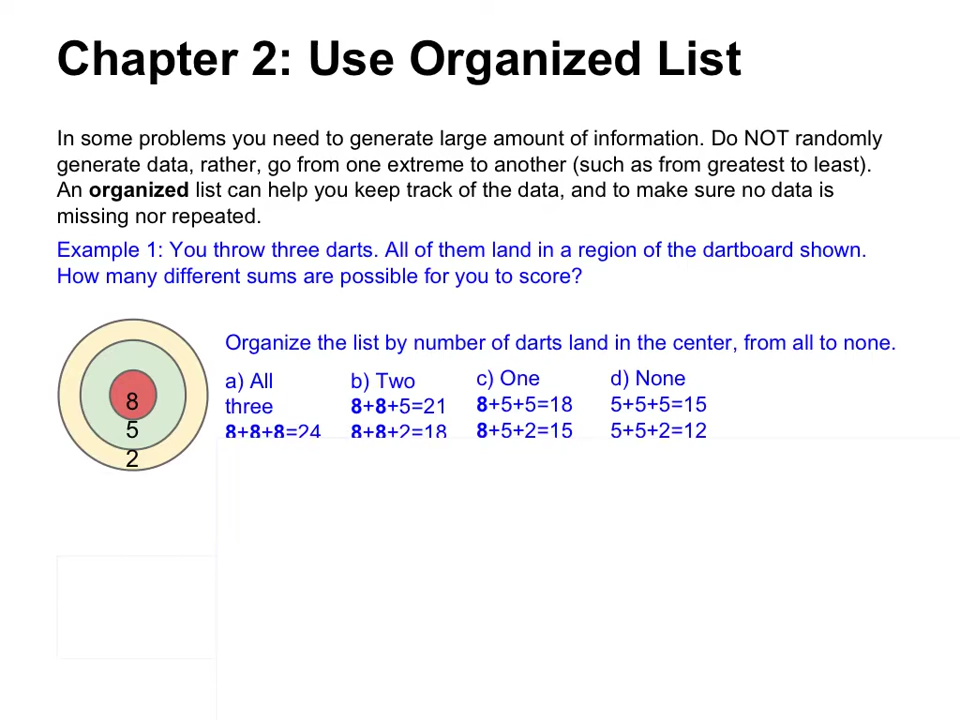 Chapter 2: Use Organized List
In some problems you need to generate large amount of information. Do NOT randomly
generate data, rather, go from one extreme to another (such as from greatest to least).
An organized list can help you keep track of the data, and to make sure no data is
missing nor repeated.
Example 1: You throw three darts. All of them land in a region of the dartboard shown.
How many different sums are possible for you to score?
8
5
2
Organize the list by number of darts land in the center, from all to none.
a) All
three
8+8+8=24
b) Two
8+8+5=21
8+8+2=18
c) One
8+5+5=18
8+5+2=15
d) None
5+5+5=15
5+5+2=12